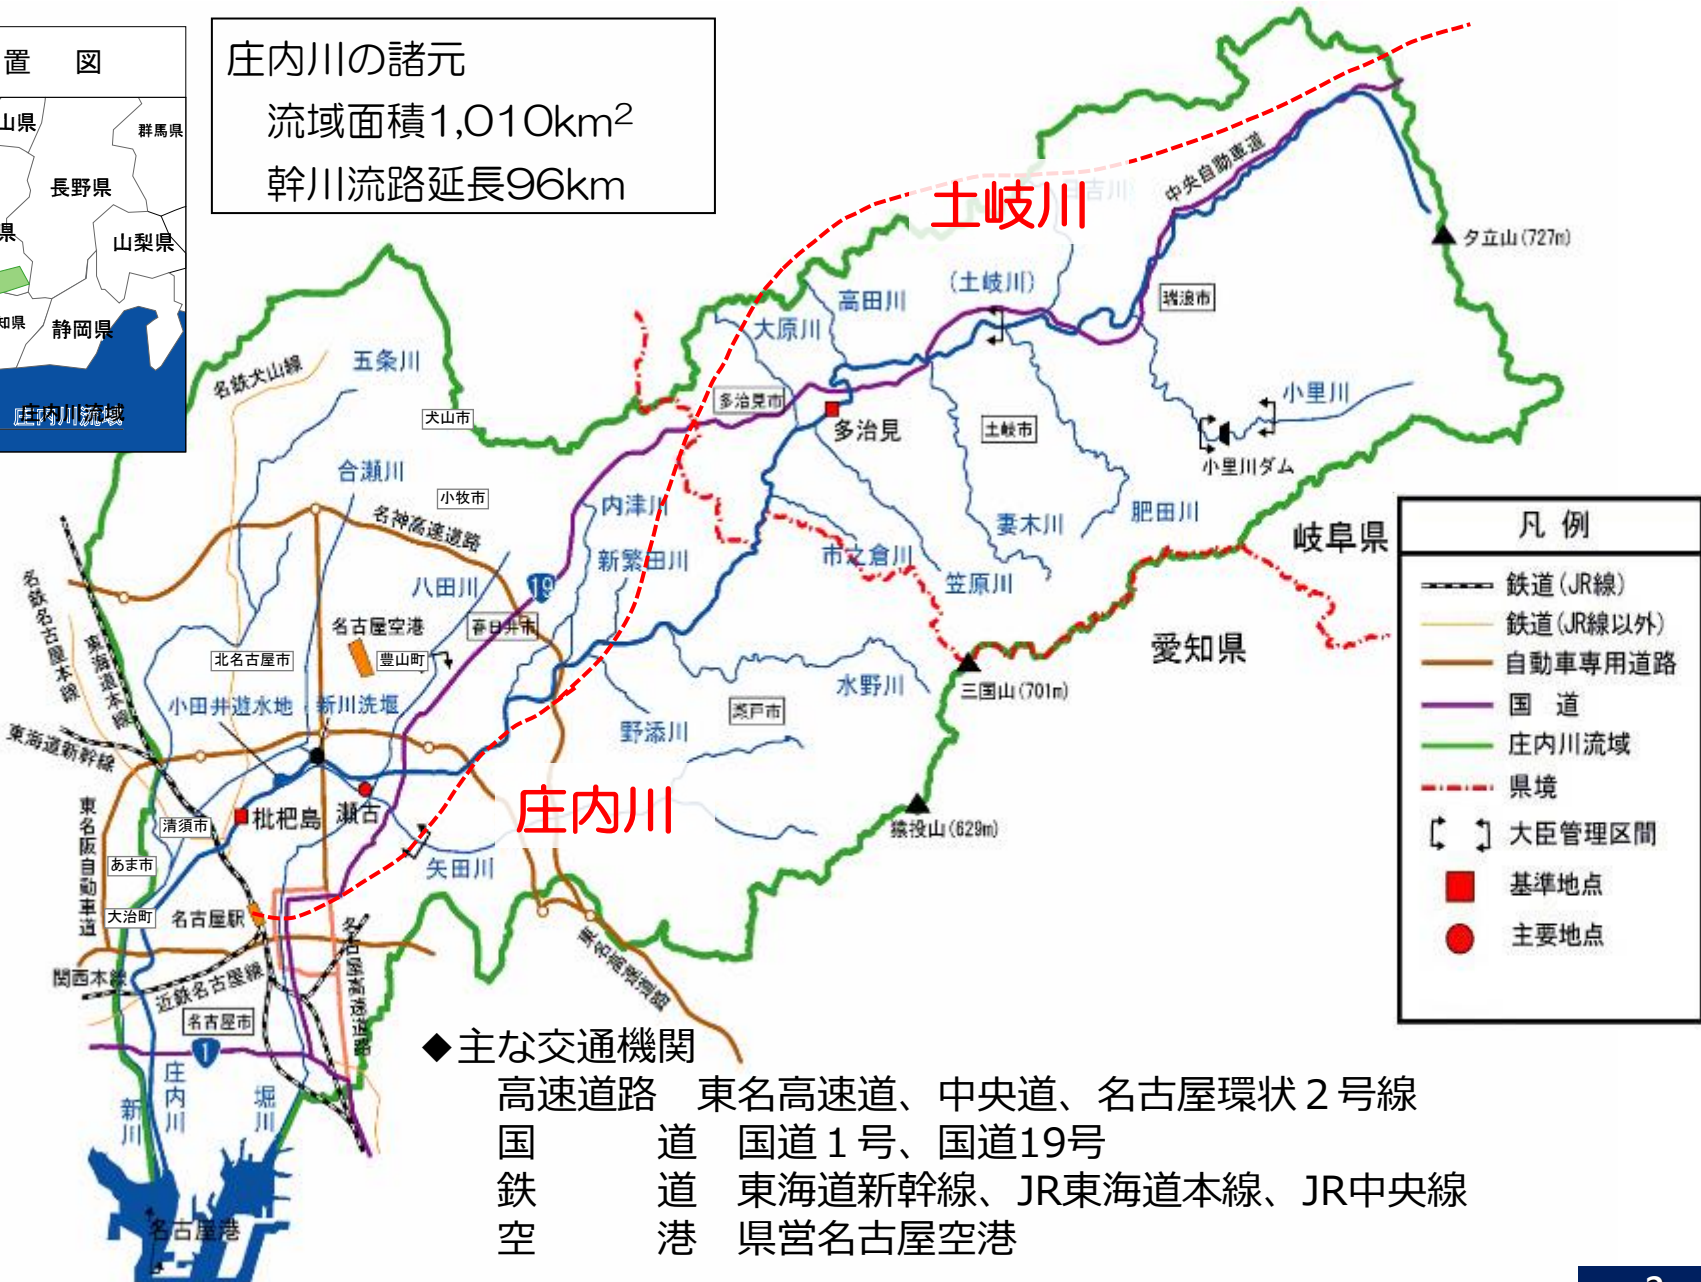 置 図
山県
群馬県
長野県
県
山梨県
知県
静岡県
庄内川流域
庄内川の諸元
流域面積1,010km²
幹川流路延長96km
土岐川
日吉川
中央自動車道
夕立山(727m)
(土岐川)
高田川
大原川
瑞浪市
五条川
名鉄犬山線
犬山市
多治見市
多治見
土岐市
小里川
小里川ダム
合瀬川
小牧市
名神高速道路
内津川
新繁田川
妻木川
肥田川
市之倉川
笠原川
岐阜県
愛知県
八田川
19
春日井市
名古屋空港
豊山町
北名古屋市
名鉄名古屋本線
東海道本線
小田井遊水地
新川洗堰
水野川
三国山(701m)
瀬戸市
野添川
東海道新幹線
庄内川
枇杷島
瀬古
清須市
猿投山(629m)
東名阪自動車道
あま市
矢田川
大治町
名古屋駅
関西本線
近鉄名古屋線
東名高速道路
名古屋市
1
新川
庄内川
堀川
名古屋港
凡例
鉄道(JR線)
鉄道(JR線以外)
自動車専用道路
国 道
庄内川流域
県境
大臣管理区間
基準地点
主要地点
◆主な交通機関
高速道路 東名高速道、中央道、名古屋環状２号線
国 道 国道１号、国道19号
鉄 道 東海道新幹線、JR東海道本線、JR中央線
空 港 県営名古屋空港